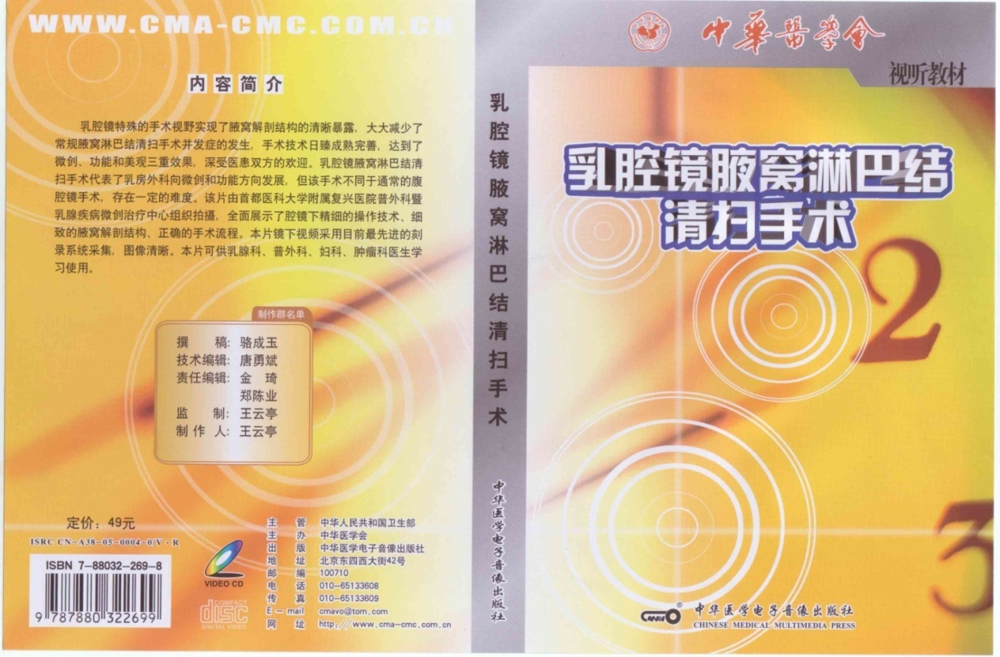 WWW.CMA-CMC.COM.CN
内容简介
乳腔镜特殊的手术视野实现了腋窝解剖结构的清晰暴露，大大减少了
常规腋窝淋巴结清扫手术并发症的发生，手术技术日臻成熟完善，达到了
微创、功能和美观三重效果，深受医患双方的欢迎。乳腔镜腋窝淋巴结清
扫手术代表了乳房外科向微创和功能方向发展，但该手术不同于通常的腹
腔镜手术，存在一定的难度。该片由首都医科大学附属复兴医院普外科暨
乳腺疾病微创治疗中心组织拍摄，全面展示了腔镜下精细的操作技术、细
致的腋窝解剖结构、正确的手术流程。本片镜下视频采用目前最先进的刻
录系统采集，图像清晰。本片可供乳腺科、普外科、妇科、肿瘤科医生学
习使用。
制作群名单
撰 稿：骆成玉
技术编辑：唐勇斌
责任编辑：金 琦
郑陈业
监 制：王云亭
制 作 人：王云亭
定价：49元
ISRC CN-A38-05-0004-0/V·R
ISBN 7-88032-269-8
9 787880 322699
VIDEO CD
COMPACT
disc
DIGITAL VIDEO
主 管 中华人民共和国卫生部
主 办 中华医学会
出 版 中华医学电子音像出版社
地 址 北京东四西大街42号
邮 编 100710
电 话 010-65133608
传 真 010-65133609
E-mail cmavo@tom.com
网 址 http://www.cma-cmc.com.cn
乳腔镜腋窝淋巴结清扫手术
中华医学电子音像出版社
中華醫學會
视听教材
乳腔镜腋窝淋巴结
清扫手术
2
3
CMAVO®
中华医学电子音像出版社
CHINESE MEDICAL MULTIMEDIA PRESS